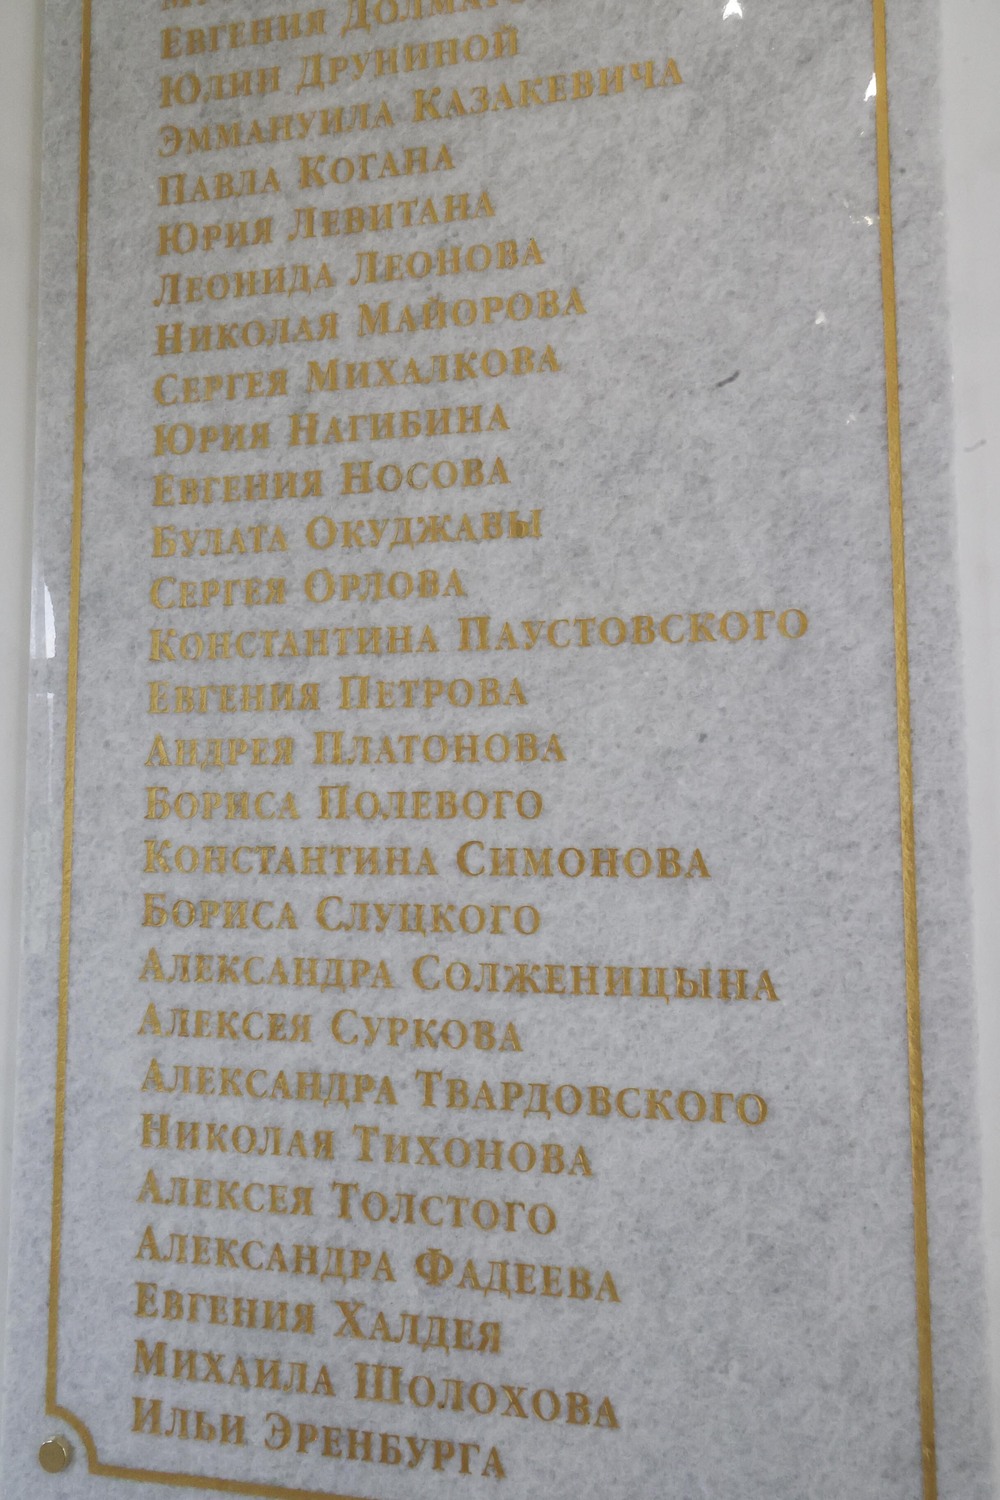 Евгения
Юлии Друниной
Эммануила Казакевича
Павла Когана
Юрия Левитана
Леонида Леонова
Николая Майорова
Сергея Михалкова
Юрия Нагибина
Евгения Носова
Булата Окуджавы
Сергея Орлова
Константина Паустовского
Евгения Петрова
Андрея Платонова
Бориса Полевого
Константина Симонова
Бориса Слуцкого
Александра Солженицына
Алексея Суркова
Александра Твардовского
Николая Тихонова
Алексея Толстого
Александра Фадеева
Евгения Халдея
Михаила Шолохова
Ильи Эренбурга